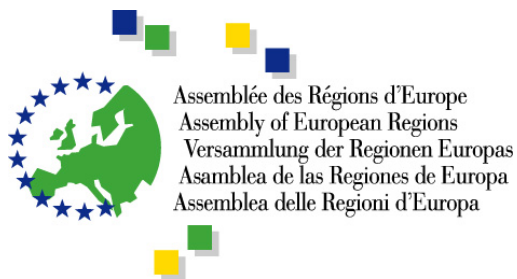 Assemblée des Régions d'Europe
Assembly of European Regions
Versammlung der Regionen Europas
Asamblea de las Regiones de Europa
Assemblea delle Regioni d'Europa